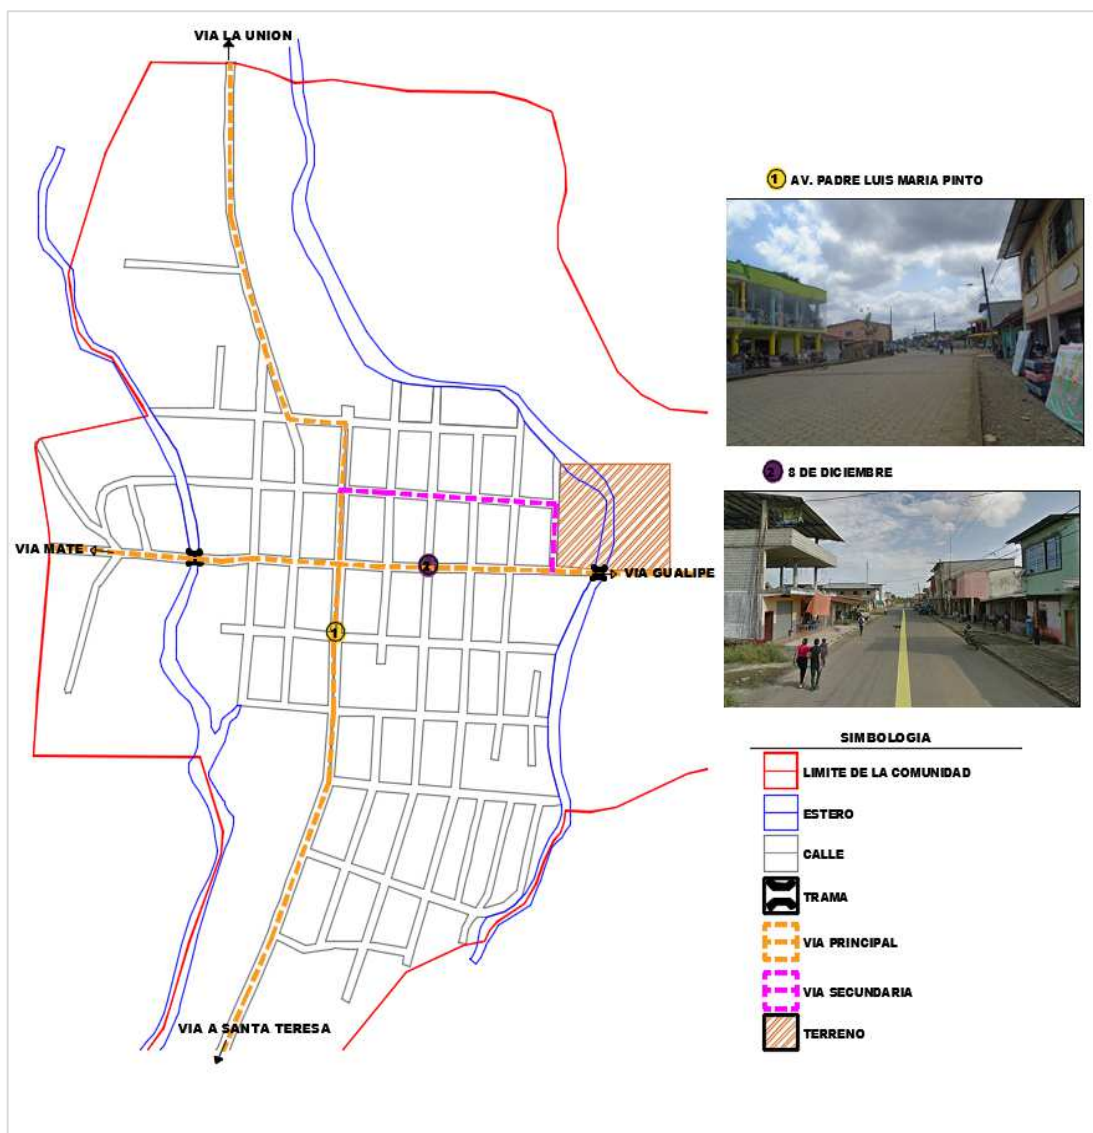 VIA LA UNION
1 AV. PADRE LUIS MARIA PINTO
2 8 DE DICIEMBRE
VIA MATE
2
VIA GUALIPE
1
SIMBOLOGIA
LIMITE DE LA COMUNIDAD
ESTERO
CALLE
TRAMA
VIA PRINCIPAL
VIA SECUNDARIA
TERRENO
VIA A SANTA TERESA